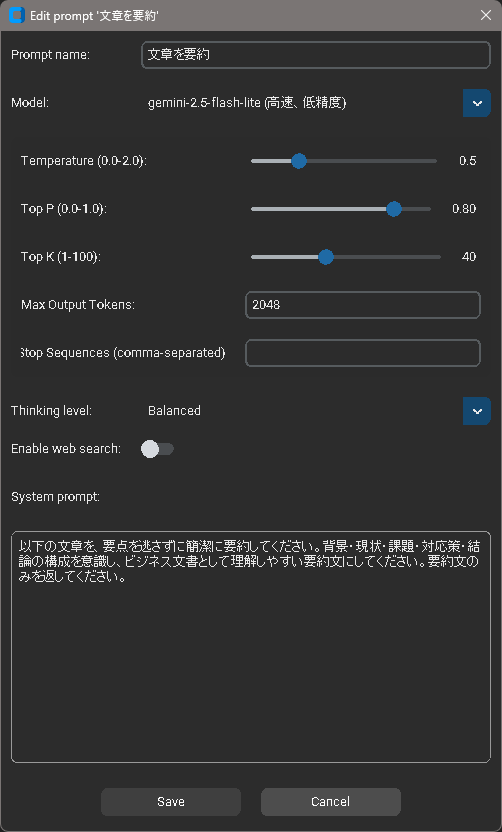 Edit prompt '文章を要約'
Prompt name: 文章を要約
Model: gemini-2.5-flash-lite (高速、低精度)
Temperature (0.0-2.0): 0.5
Top P (0.0-1.0): 0.80
Top K (1-100): 40
Max Output Tokens: 2048
Stop Sequences (comma-separated)
Thinking level: Balanced
Enable web search:
System prompt:
以下の文章を、要点を逃さずに簡潔に要約してください。背景・現状・課題・対応策・結
論の構成を意識し、ビジネス文書として理解しやすい要約文にしてください。要約文の
みを返してください。
Save Cancel